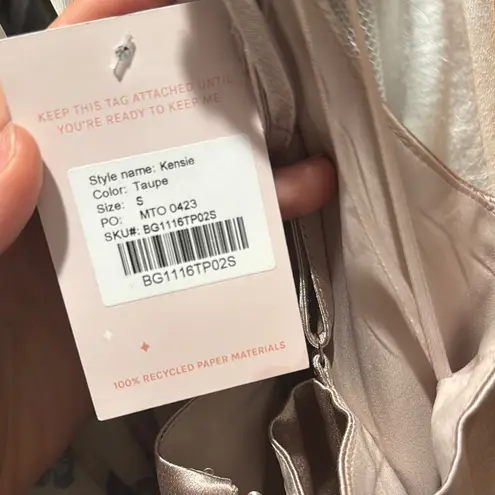 KEEP THIS TAG ATTACHED UNTIL
YOU'RE READY TO KEEP ME
Style name: Kensie
Color: Taupe
Size: S
PO: MTO 0423
SKU#: BG1116TP02S
BG1116TP02S
100% RECYCLED PAPER MATERIALS